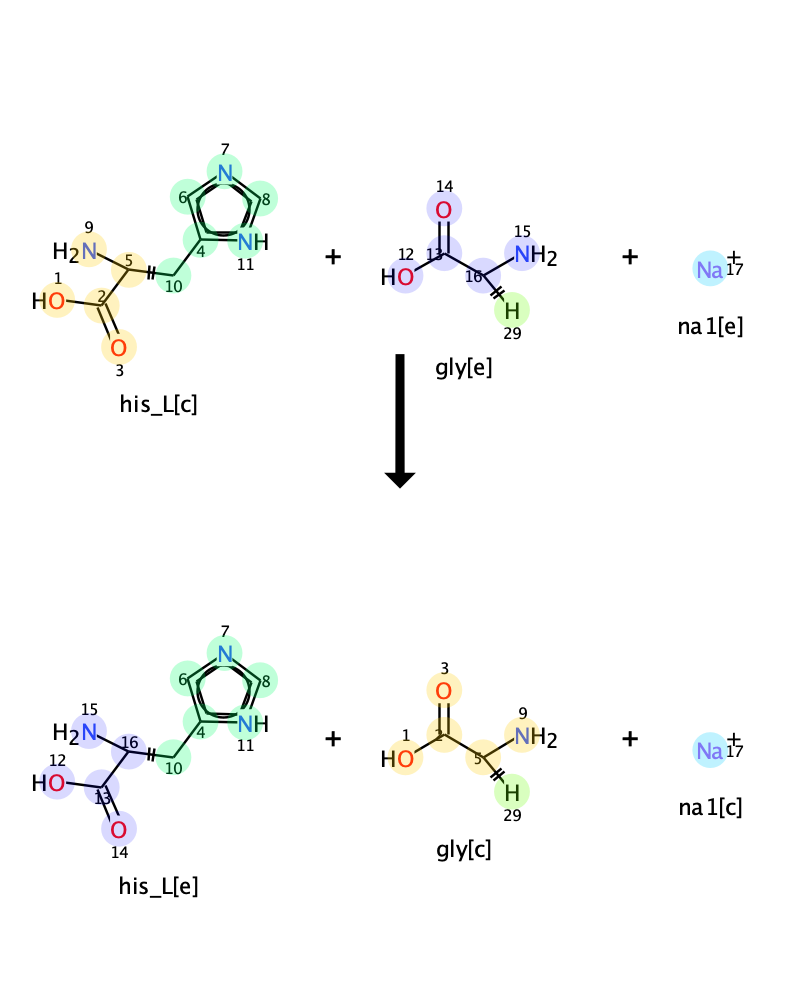 7
6
N
8
9
H₂N
5
4
NH
11
10
1
HO
2
O
3
his_L[c]
+
14
O
15
12
HO
13
16
NH2
H
29
gly[e]
+
Na+
17
na1[e]
7
6
N
8
15
H₂N
16
4
NH
11
10
12
HO
13
O
14
his_L[e]
+
3
O
9
1
HO
2
5
NH2
H
29
gly[c]
+
Na+
17
na1[c]